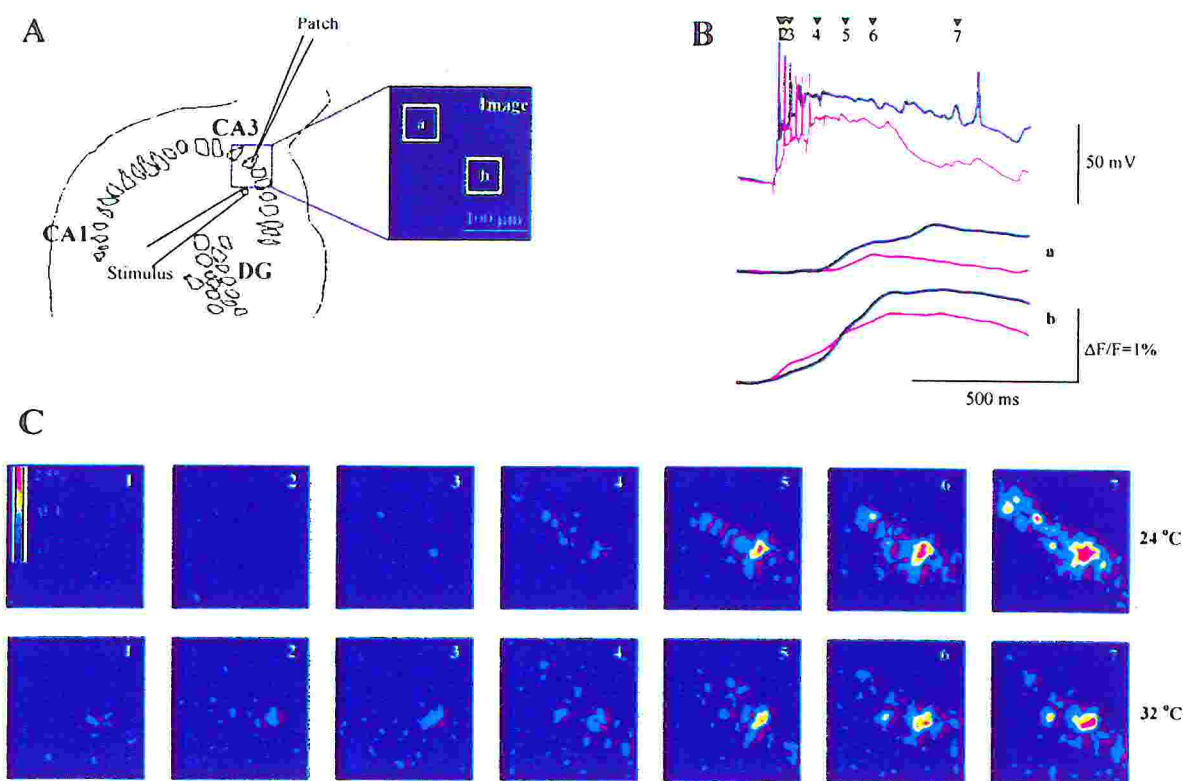 A
Patch
CA3
Image
a
b
100 µm
CA1
Stimulus
DG
B
1 2 3 4 5 6 7
50 mV
a
b
ΔF/F=1%
500 ms
C
1 2 3 4 5 6 7
24 °C
1 2 3 4 5 6 7
32 °C